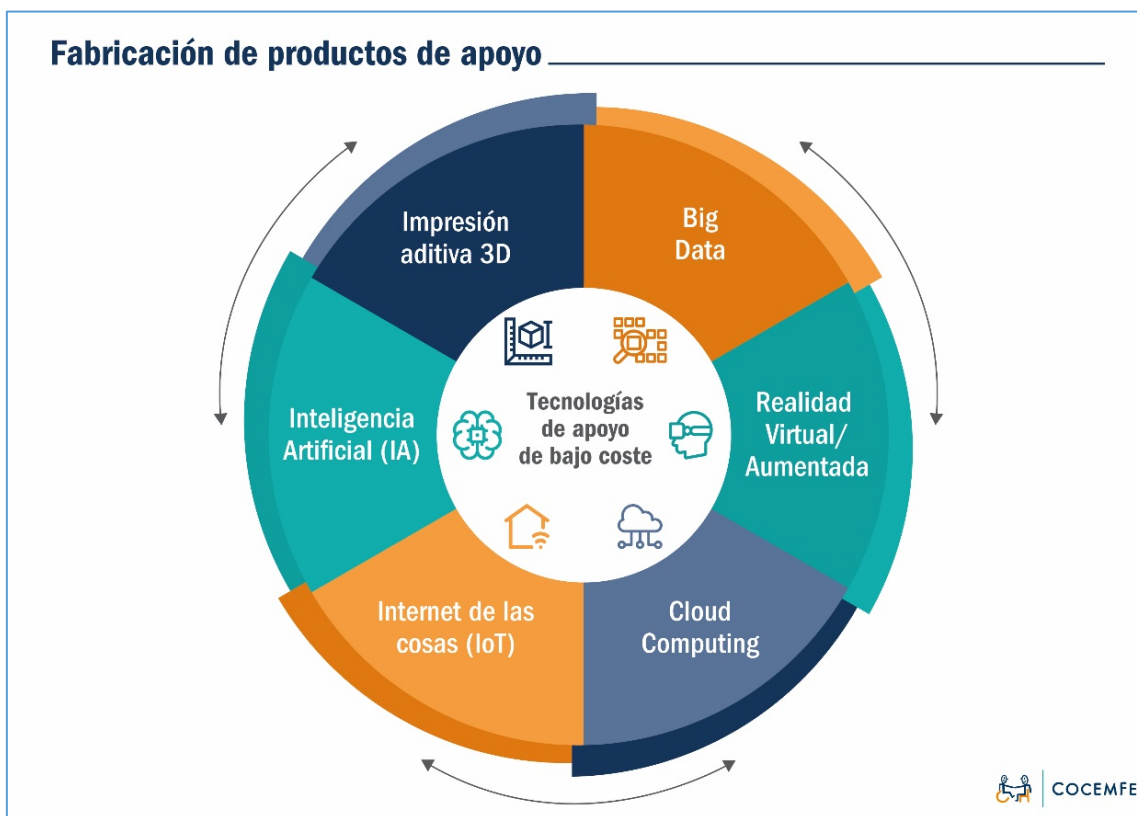 Fabricación de productos de apoyo
Impresión
aditiva 3D
Big
Data
Inteligencia
Artificial (IA)
Tecnologías
de apoyo
de bajo coste
Realidad
Virtual/
Aumentada
Internet de las
cosas (IoT)
Cloud
Computing
COCEMFE